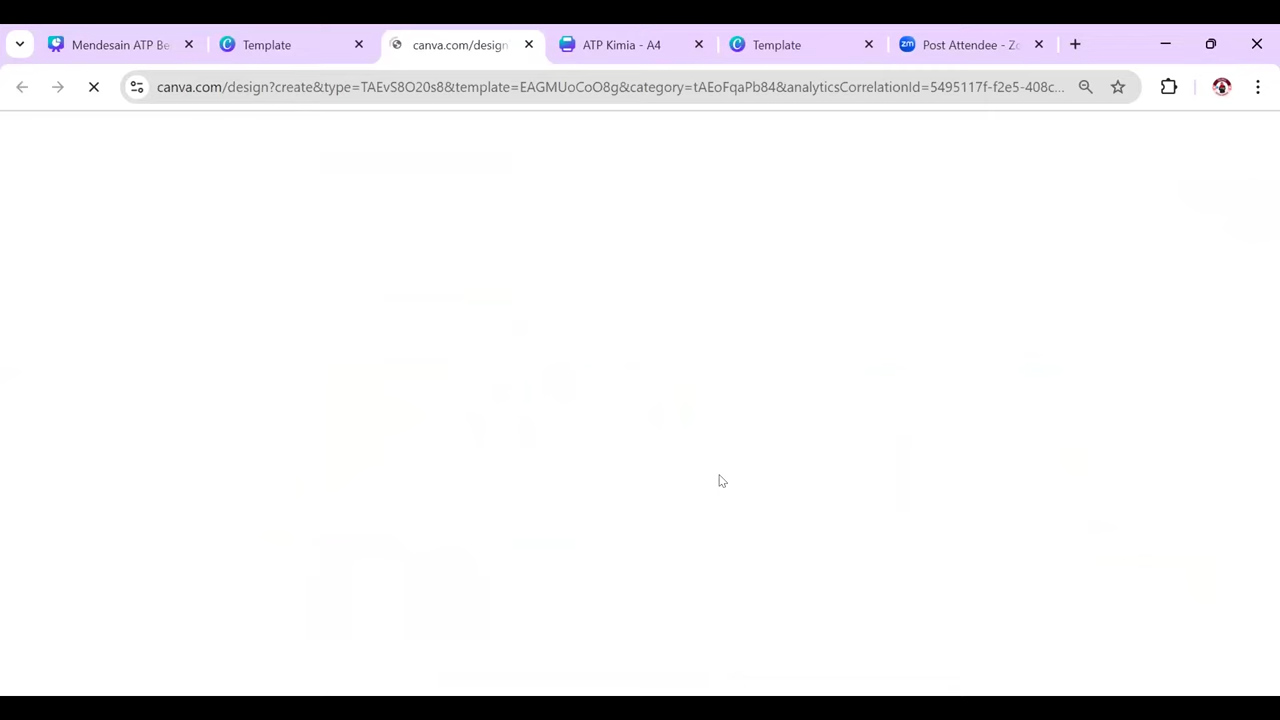 Mendesain ATP Be
Template
canva.com/design
ATP Kimia - A4
Template
zm
Post Attendee - Zo
canva.com/design?create&type=TAEvS8O20s8&template=EAGMUoCoO8g&category=tAEoFqaPb84&analyticsCorrelationId=5495117f-f2e5-408c...